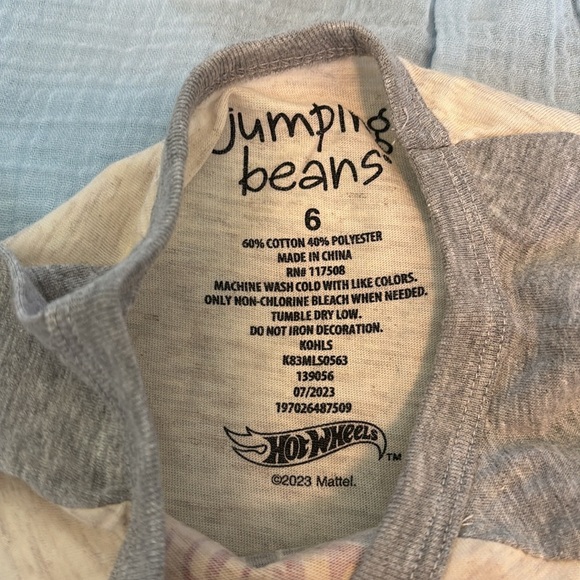 jumping
beans
6
60% COTTON 40% POLYESTER
MADE IN CHINA
RN# 117508
MACHINE WASH COLD WITH LIKE COLORS.
ONLY NON-CHLORINE BLEACH WHEN NEEDED.
TUMBLE DRY LOW.
DO NOT IRON DECORATION.
KOHLS
K83MLS0563
139056
07/2023
197026487509
HOT WHEELS™
©2023 Mattel.